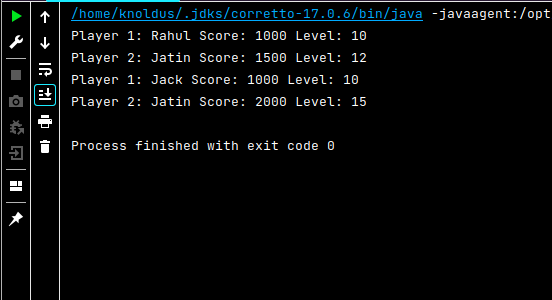 /home/knoldus/.jdks/corretto-17.0.6/bin/java -javaagent:/opt
Player 1: Rahul Score: 1000 Level: 10
Player 2: Jatin Score: 1500 Level: 12
Player 1: Jack Score: 1000 Level: 10
Player 2: Jatin Score: 2000 Level: 15
Process finished with exit code 0